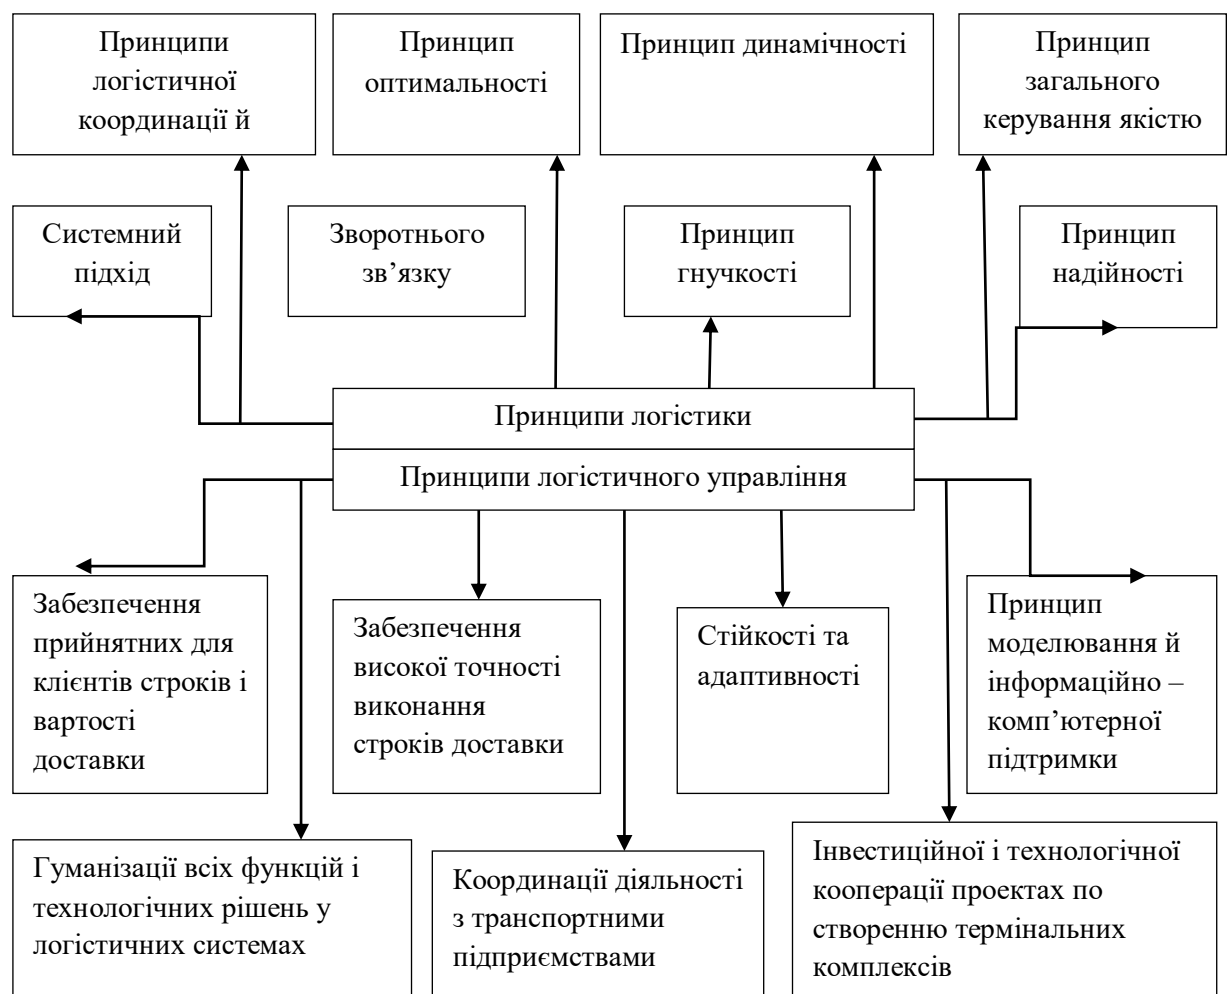 Принципи
логістичної
координації й
Принцип
оптимальності
Принцип динамічності
Принцип
загального
керування якістю
Системний
підхід
Зворотнього
зв’язку
Принцип
гнучкості
Принцип
надійності
Принципи логістики
Принципи логістичного управління
Забезпечення
прийнятних для
клієнтів строків і
вартості
доставки
Забезпечення
високої точності
виконання
строків доставки
Стійкості та
адаптивності
Принцип
моделювання й
інформаційно –
комп’ютерної
підтримки
Гуманізації всіх функцій і
технологічних рішень у
логістичних системах
Координації діяльності
з транспортними
підприємствами
Інвестиційної і технологічної
кооперації проектах по
створенню термінальних
комплексів